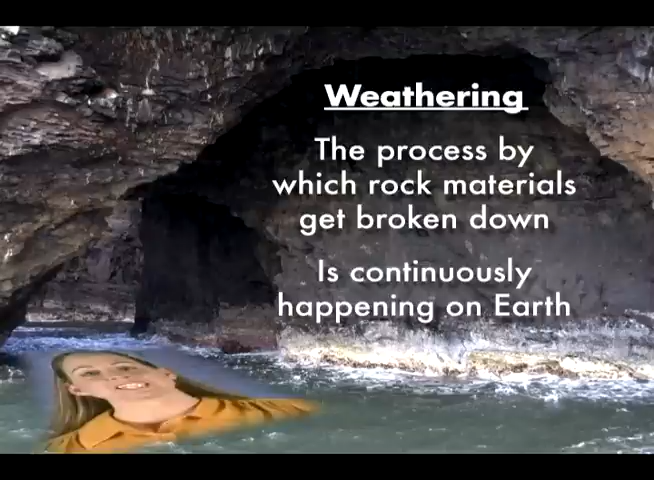 Weathering
The process by
which rock materials
get broken down
Is continuously
happening on Earth